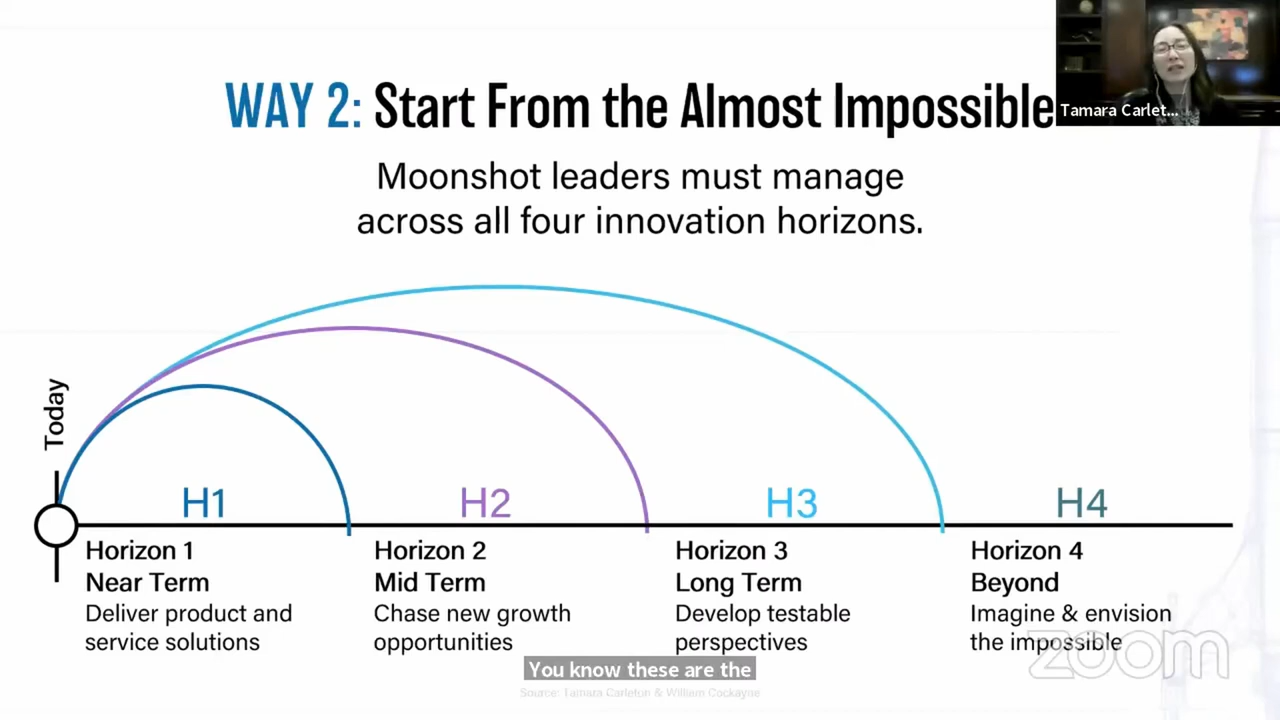 WAY 2: Start From the Almost Impossible
Tamara Carlet...
Moonshot leaders must manage
across all four innovation horizons.
Today
H1
H2
H3
H4
Horizon 1
Near Term
Deliver product and
service solutions
Horizon 2
Mid Term
Chase new growth
opportunities
Horizon 3
Long Term
Develop testable
perspectives
Horizon 4
Beyond
Imagine & envision
the impossible
zoom
You know these are the
Source: Tamara Carleton & William Cockayne